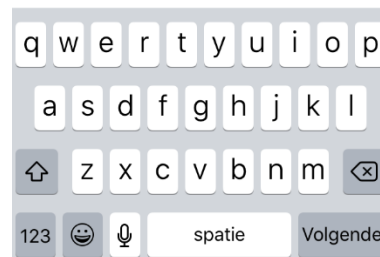 q w e r t y u i o p
a s d f g h j k l
z x c v b n m
123 spatie Volgende